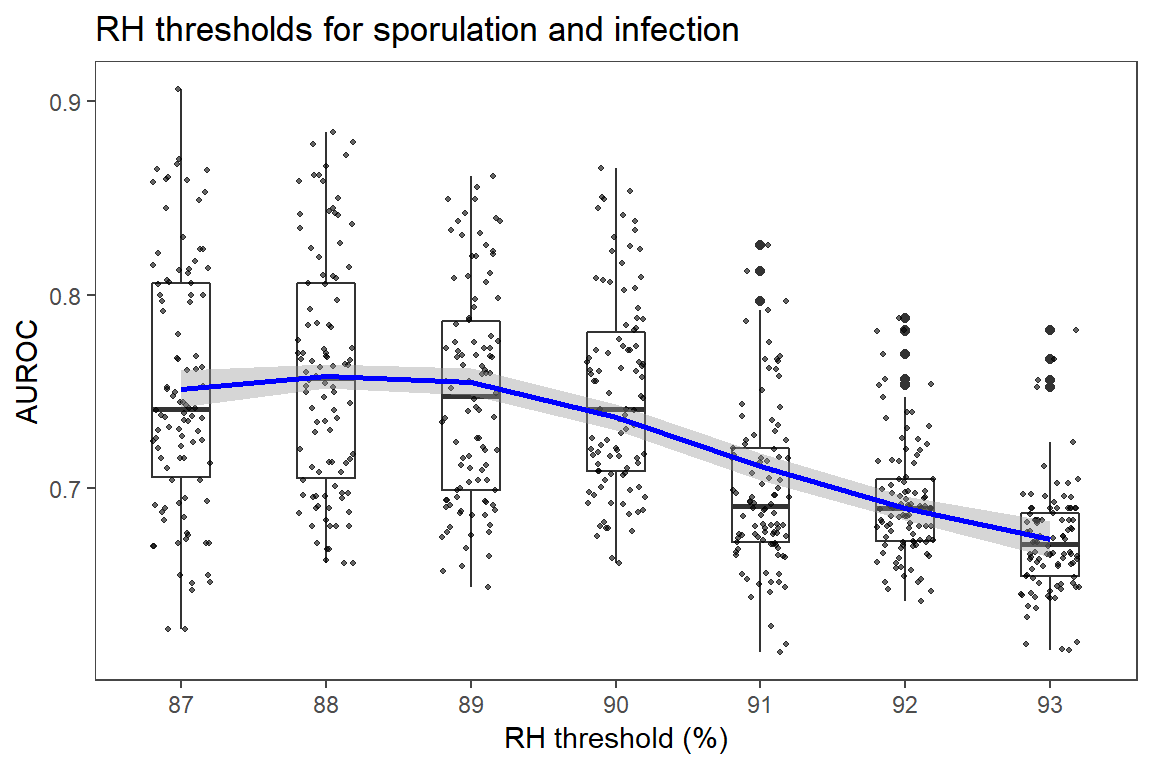 RH thresholds for sporulation and infection
0.9
0.8
0.7
AUROC
87 88 89 90 91 92 93
RH threshold (%)